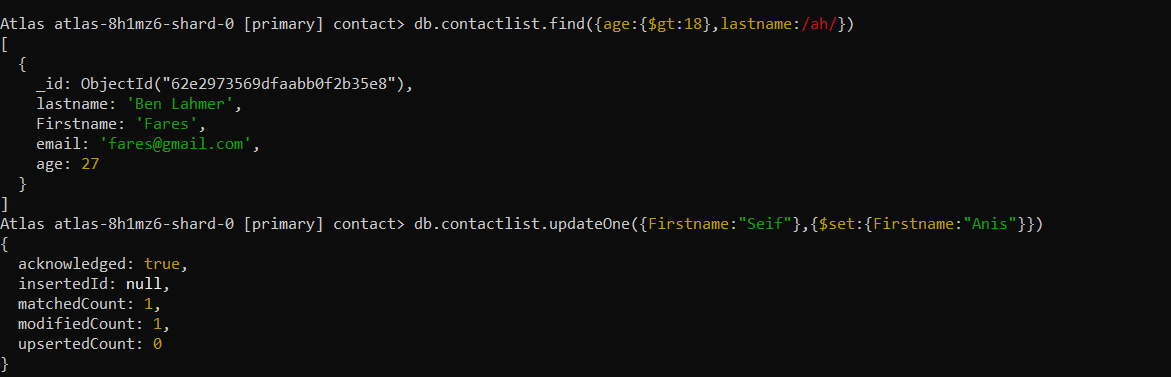 Atlas atlas-8h1mz6-shard-0 [primary] contact> db.contactlist.find({age:{$gt:18},lastname:/ah/})
[
  {
    _id: ObjectId("62e2973569dfaabb0f2b35e8"),
    lastname: 'Ben Lahmer',
    Firstname: 'Fares',
    email: 'fares@gmail.com',
    age: 27
  }
]
Atlas atlas-8h1mz6-shard-0 [primary] contact> db.contactlist.updateOne({Firstname:"Seif"},{$set:{Firstname:"Anis"}})
{
  acknowledged: true,
  insertedId: null,
  matchedCount: 1,
  modifiedCount: 1,
  upsertedCount: 0
}